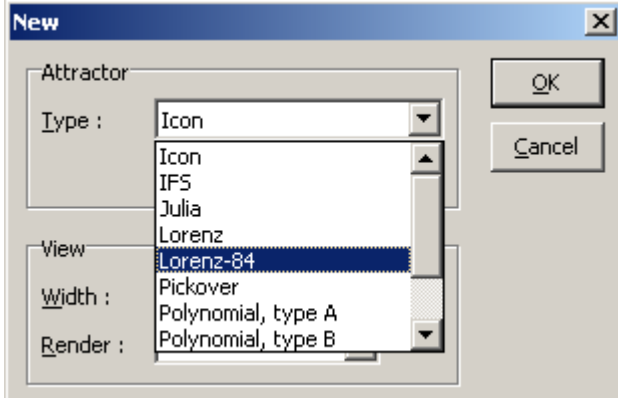 New
Attractor
Type : Icon
Icon
IFS
Julia
Lorenz
Lorenz-84
Pickover
Polynomial, type A
Polynomial, type B
View
Width :
Render :
OK
Cancel